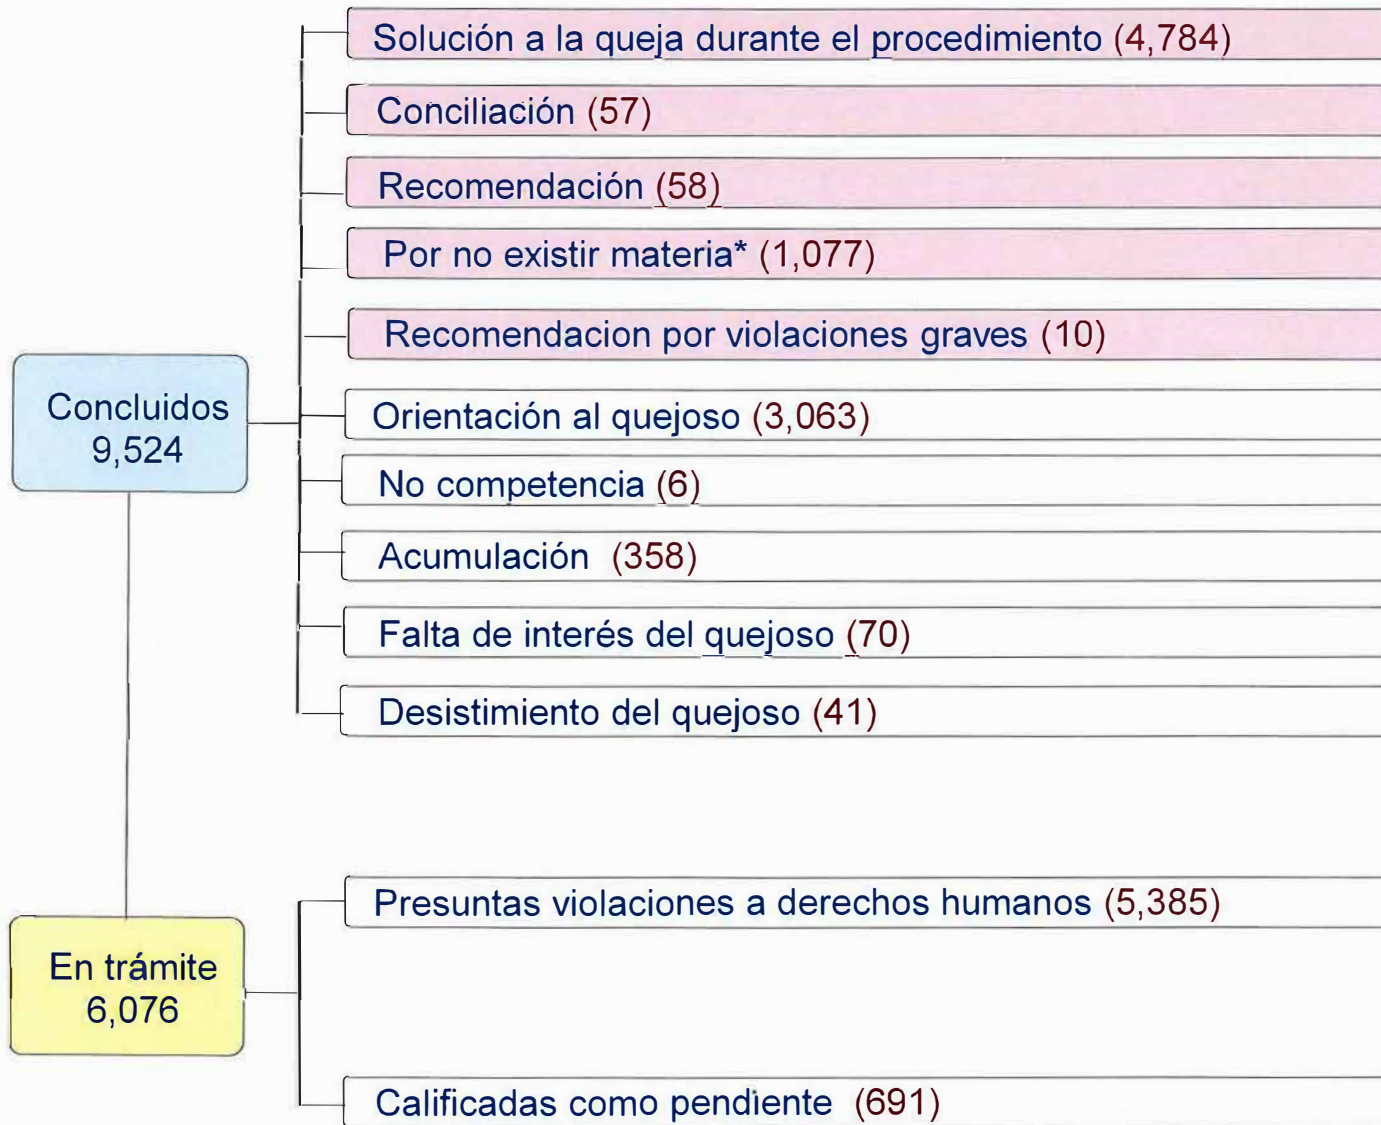 Solución a la queja durante el procedimiento (4,784)
Conciliación (57)
Recomendación (58)
Por no existir materia* (1,077)
Recomendacion por violaciones graves (10)
Concluidos
9,524
Orientación al quejoso (3,063)
No competencia (6)
Acumulación (358)
Falta de interés del quejoso (70)
Desistimiento del quejoso (41)
Presuntas violaciones a derechos humanos (5,385)
En trámite
6,076
Calificadas como pendiente (691)